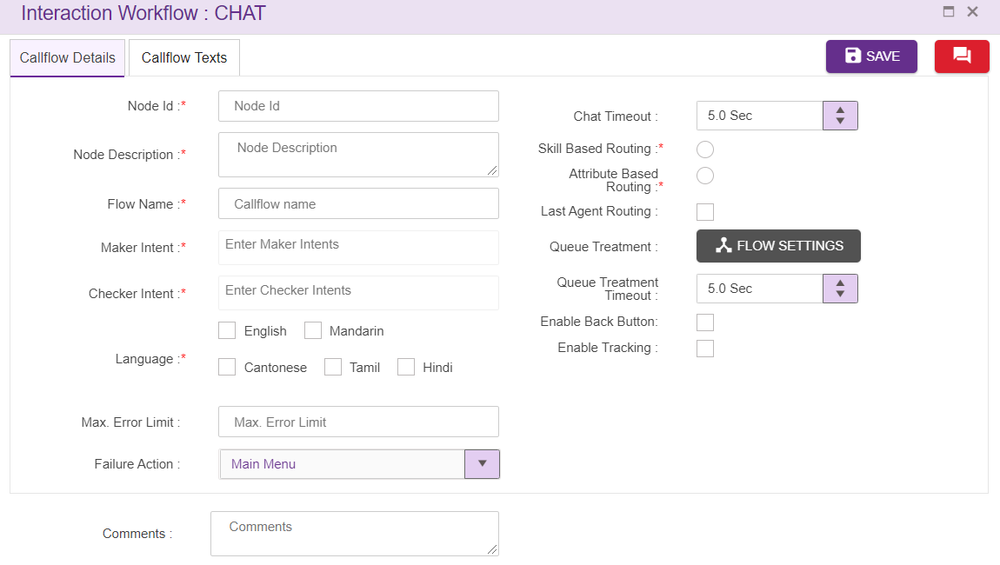 Interaction Workflow : CHAT
Callflow Details
Callflow Texts
SAVE
Node Id :*
Node Id
Node Description :*
Node Description
Flow Name :*
Callflow name
Maker Intent :*
Enter Maker Intents
Checker Intent :*
Enter Checker Intents
Language :*
English
Mandarin
Cantonese
Tamil
Hindi
Max. Error Limit :
Max. Error Limit
Failure Action :
Main Menu
Chat Timeout :
5.0 Sec
Skill Based Routing :*
Attribute Based
Routing :*
Last Agent Routing :
Queue Treatment :
FLOW SETTINGS
Queue Treatment
Timeout :
5.0 Sec
Enable Back Button:
Enable Tracking :
Comments :
Comments